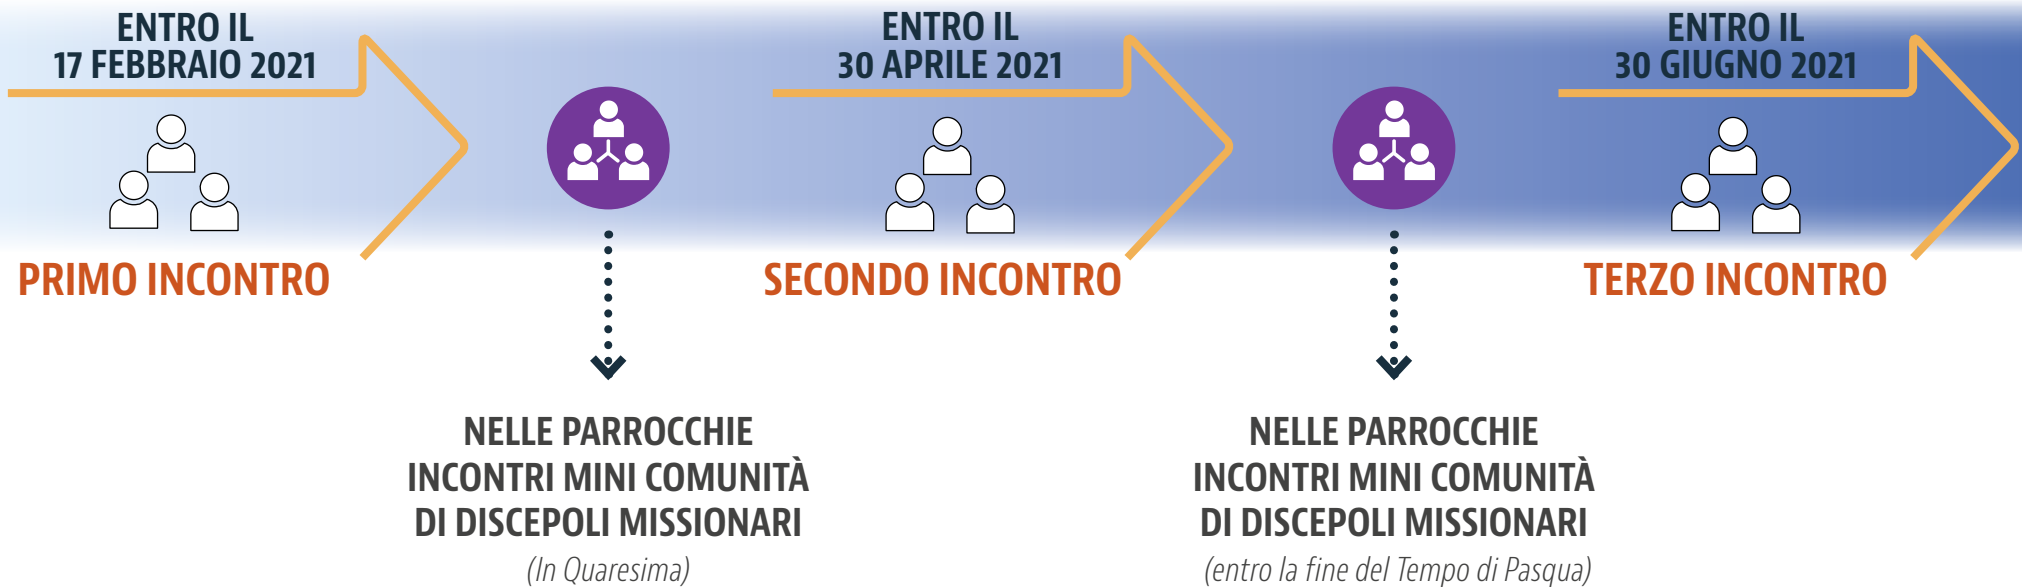 ENTRO IL
17 FEBBRAIO 2021
PRIMO INCONTRO
NELLE PARROCCHIE
INCONTRI MINI COMUNITÀ
DI DISCEPOLI MISSIONARI
(In Quaresima)
ENTRO IL
30 APRILE 2021
SECONDO INCONTRO
NELLE PARROCCHIE
INCONTRI MINI COMUNITÀ
DI DISCEPOLI MISSIONARI
(entro la fine del Tempo di Pasqua)
ENTRO IL
30 GIUGNO 2021
TERZO INCONTRO